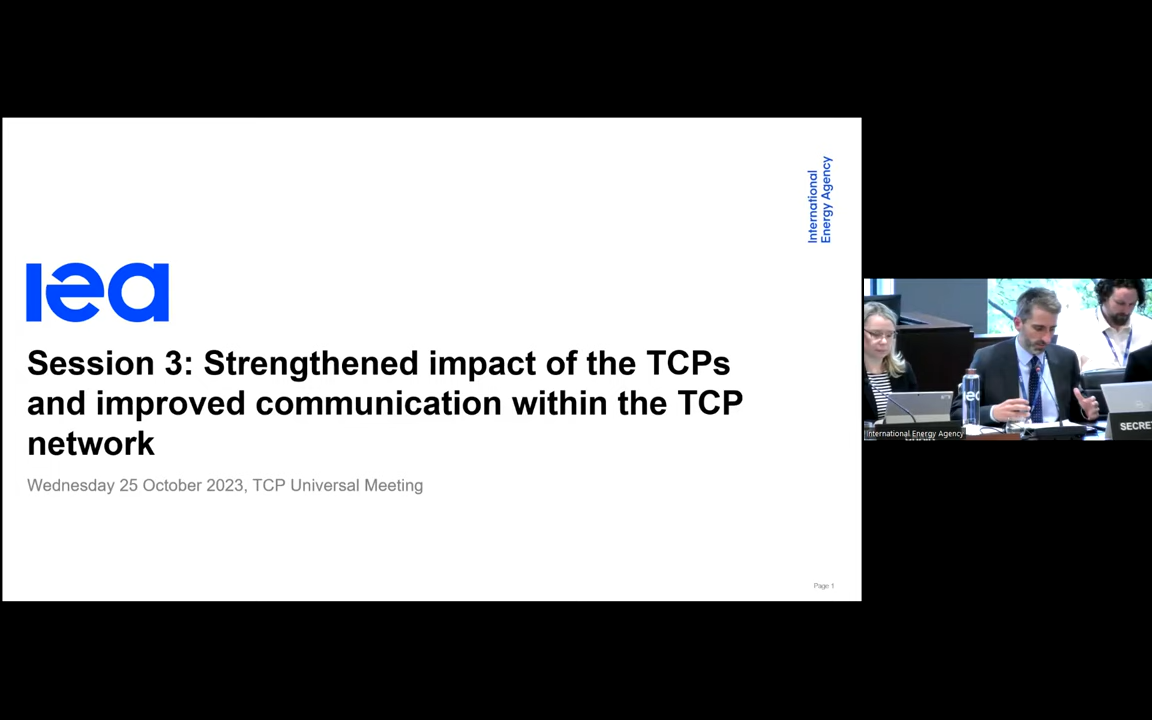 International
Energy Agency
iea
Session 3: Strengthened impact of the TCPs
and improved communication within the TCP
network
Wednesday 25 October 2023, TCP Universal Meeting
Page 1
International Energy Agency
SECRE